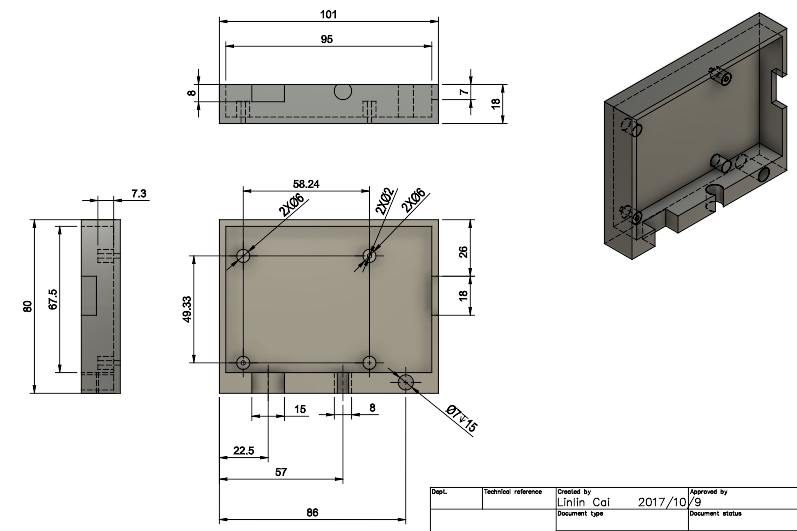 101
95
8
7
18
7.3
58.24
2XØ6
2XØ2
2XØ6
26
18
80
67.5
49.33
15
8
Ø7↧15
22.5
57
86
Dept.
Technical reference
Created by
Approved by
Linlin Cai 2017/10/9
Document type
Document status